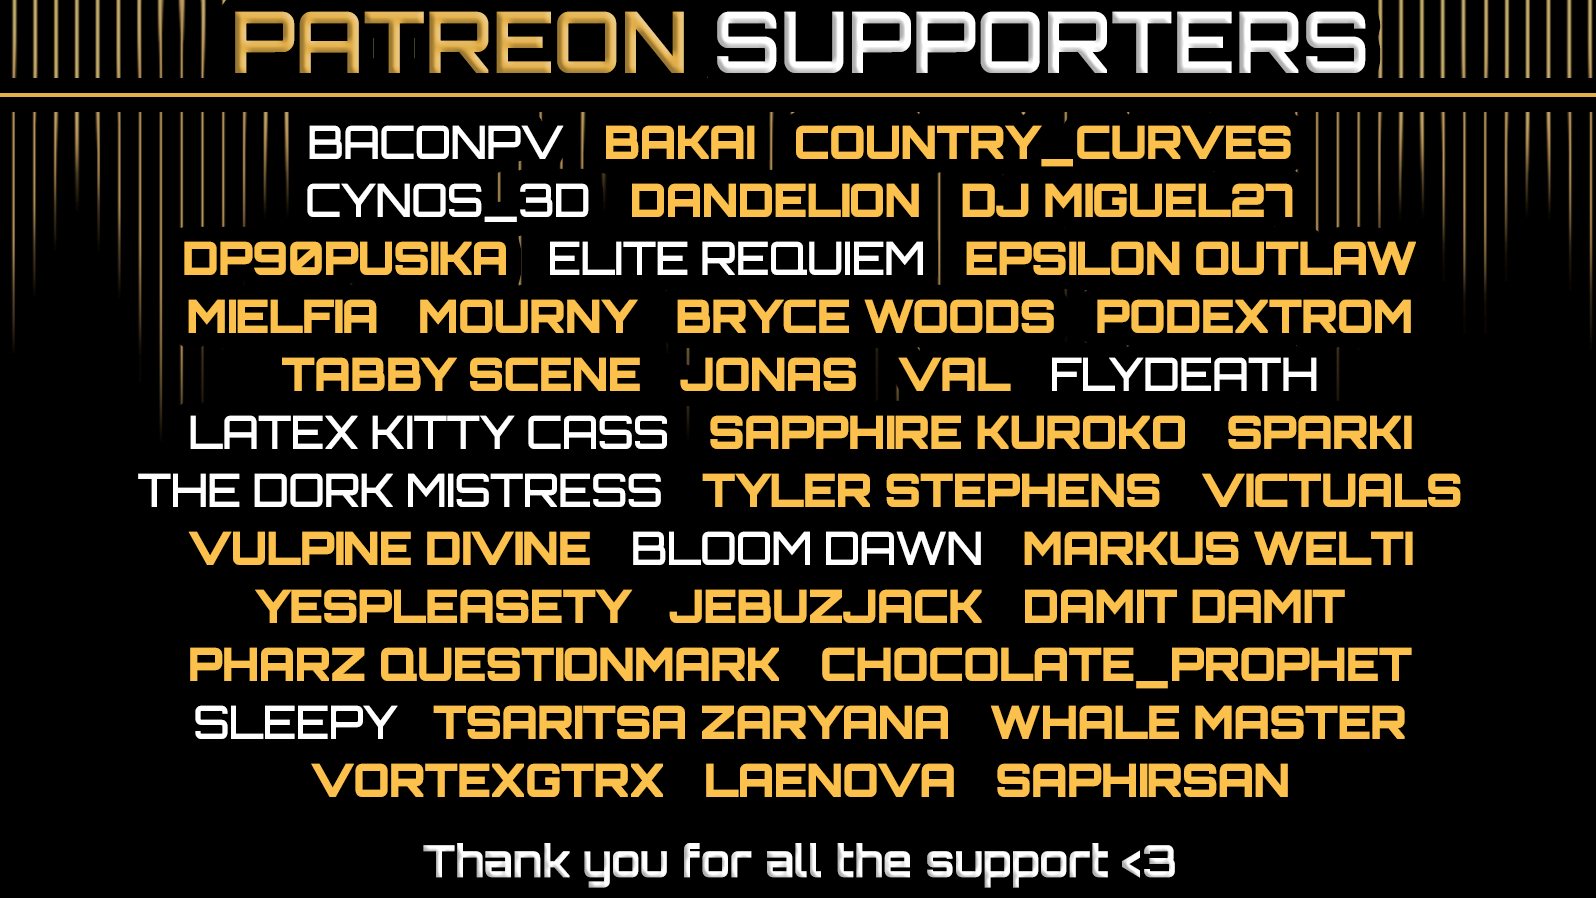 PATREON SUPPORTERS
BACONPV BAKAI COUNTRY_CURVES
CYNOS_3D DANDELION DJ MIGUEL27
DP90PUSIKA ELITE REQUIEM EPSILON OUTLAW
MIELFIA MOURNY BRYCE WOODS PODEXTROM
TABBY SCENE JONAS VAL FLYDEATH
LATEX KITTY CASS SAPPHIRE KUROKO SPARKI
THE DORK MISTRESS TYLER STEPHENS VICTUALS
VULPINE DIVINE BLOOM DAWN MARKUS WELTI
YESPLEASETY JEBUZJACK DAMIT DAMIT
PHARZ QUESTIONMARK CHOCOLATE_PROPHET
SLEEPY TSARITSA ZARYANA WHALE MASTER
VORTEXGTRX LAENOVA SAPHIRSAN
Thank you for all the support <3